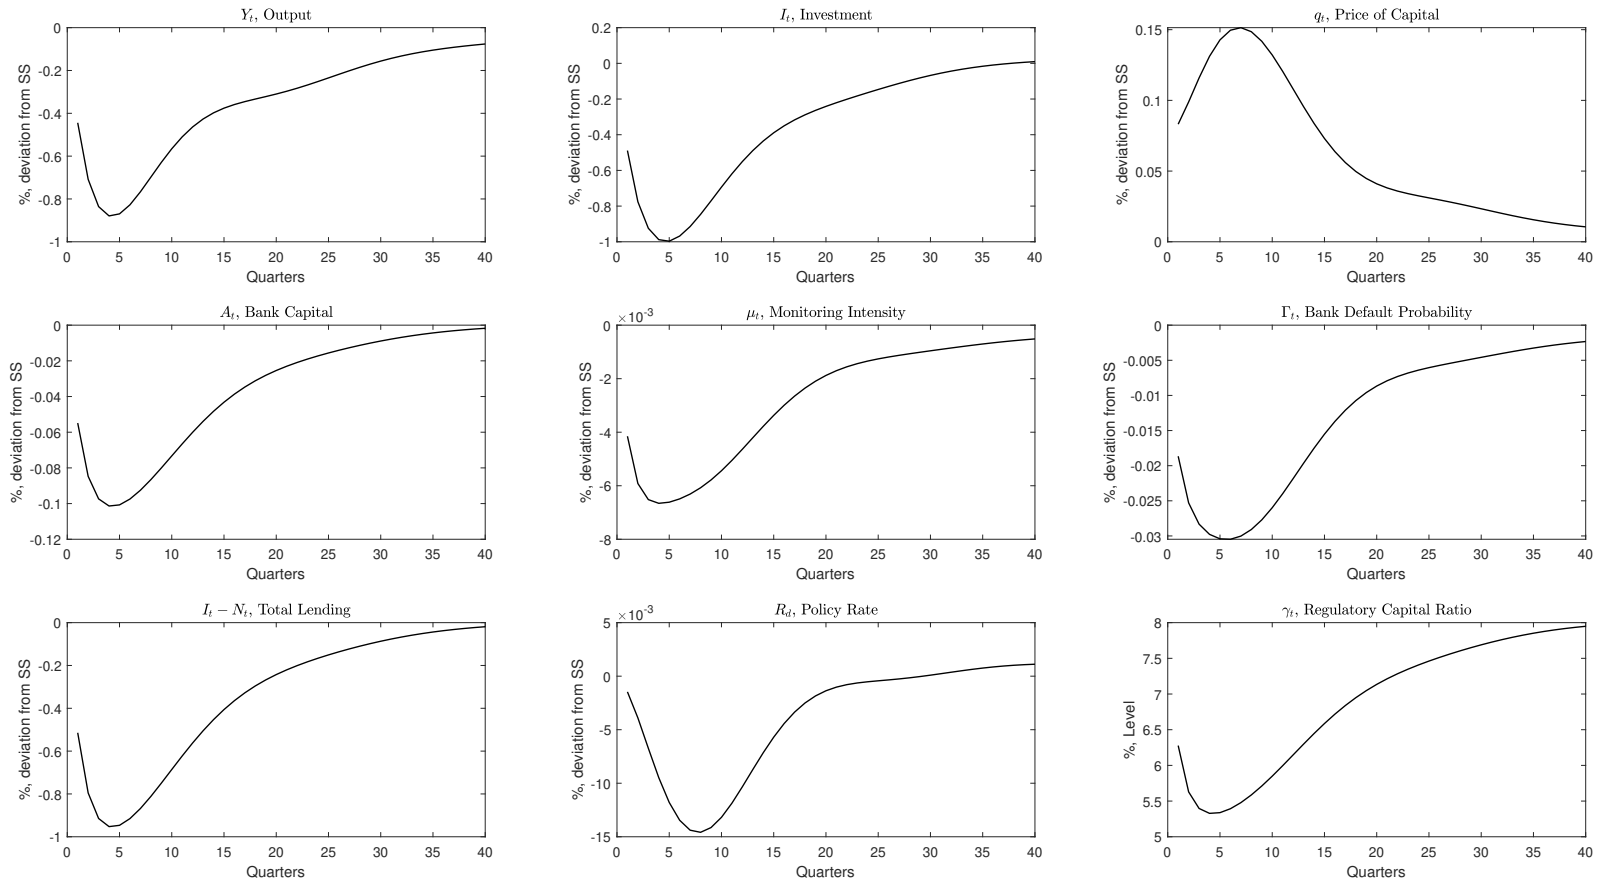 Yₜ, Output
Iₜ, Investment
qₜ, Price of Capital
%, deviation from SS
0
-0.2
-0.4
-0.6
-0.8
-1
0 5 10 15 20 25 30 35 40
Quarters
%, deviation from SS
0.2
0
-0.2
-0.4
-0.6
-0.8
-1
0 5 10 15 20 25 30 35 40
Quarters
%, deviation from SS
0.15
0.1
0.05
0
0 5 10 15 20 25 30 35 40
Quarters
Aₜ, Bank Capital
μₜ, Monitoring Intensity
Γₜ, Bank Default Probability
%, deviation from SS
0
-0.02
-0.04
-0.06
-0.08
-0.1
-0.12
0 5 10 15 20 25 30 35 40
Quarters
×10⁻³
%, deviation from SS
0
-2
-4
-6
-8
0 5 10 15 20 25 30 35 40
Quarters
%, deviation from SS
0
-0.005
-0.01
-0.015
-0.02
-0.025
-0.03
0 5 10 15 20 25 30 35 40
Quarters
Iₜ − Nₜ, Total Lending
R_d, Policy Rate
γₜ, Regulatory Capital Ratio
%, deviation from SS
0
-0.2
-0.4
-0.6
-0.8
-1
0 5 10 15 20 25 30 35 40
Quarters
×10⁻³
%, deviation from SS
5
0
-5
-10
-15
0 5 10 15 20 25 30 35 40
Quarters
%, Level
8
7.5
7
6.5
6
5.5
5
0 5 10 15 20 25 30 35 40
Quarters